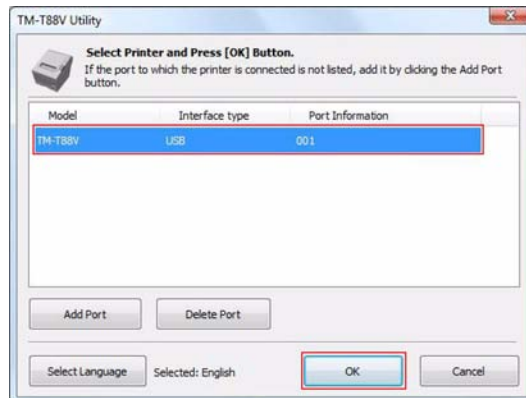 TM-T88V Utility
Select Printer and Press [OK] Button.
If the port to which the printer is connected is not listed, add it by clicking the Add Port
button.
Model Interface type Port Information
TM-T88V USB 001
Add Port Delete Port
Select Language Selected: English OK Cancel